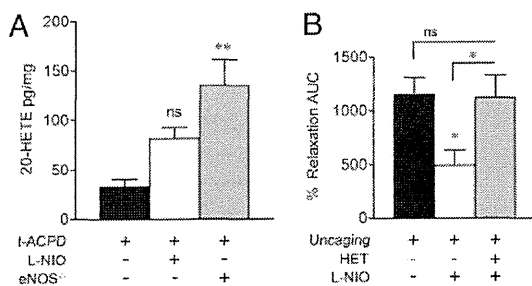 A
20-HETE pg/mg
200
150
100
50
0
ns
**
t-ACPD + + +
L-NIO - + -
eNOS-/- - - +
B
% Relaxation AUC
1500
1000
500
0
ns
*
*
Uncaging + + +
HET - - +
L-NIO - + +